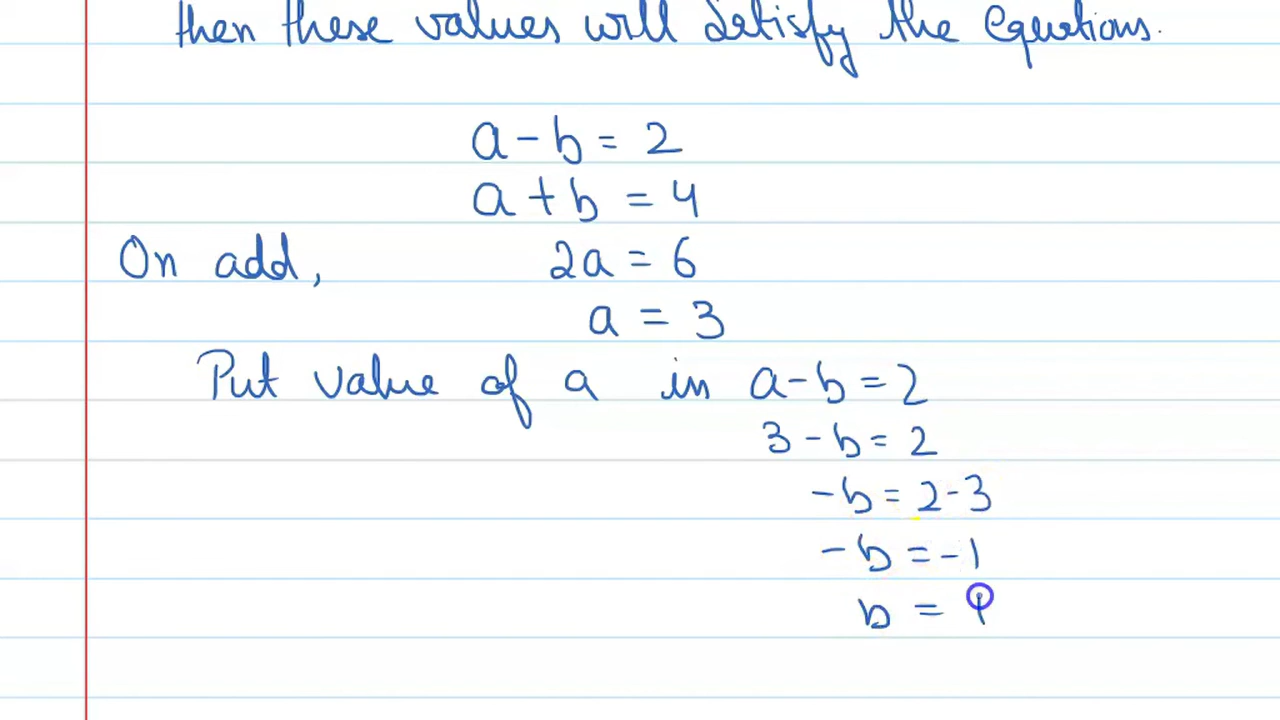 then these values will satisfy the equations.
a - b = 2
a + b = 4
On add, 2a = 6
a = 3
Put value of a in a - b = 2
3 - b = 2
- b = 2 - 3
- b = - 1
b = 1